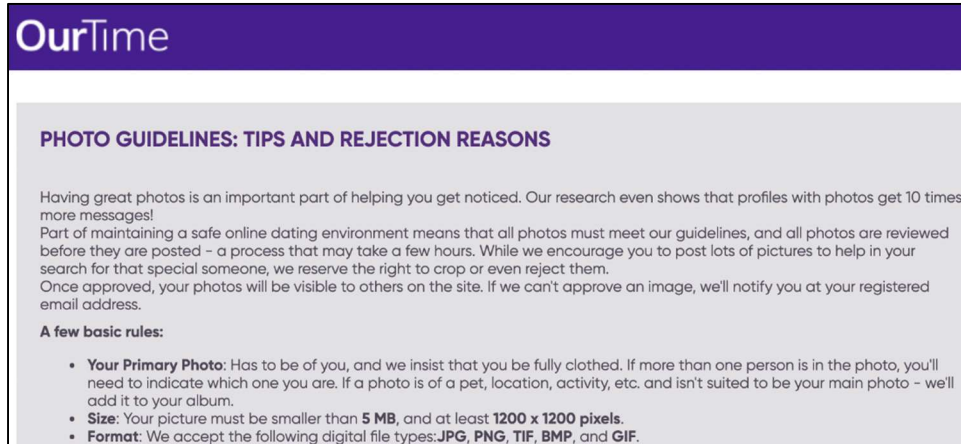 OurTime
PHOTO GUIDELINES: TIPS AND REJECTION REASONS
Having great photos is an important part of helping you get noticed. Our research even shows that profiles with photos get 10 times
more messages!
Part of maintaining a safe online dating environment means that all photos must meet our guidelines, and all photos are reviewed
before they are posted - a process that may take a few hours. While we encourage you to post lots of pictures to help in your
search for that special someone, we reserve the right to crop or even reject them.
Once approved, your photos will be visible to others on the site. If we can't approve an image, we'll notify you at your registered
email address.
A few basic rules:
• Your Primary Photo: Has to be of you, and we insist that you be fully clothed. If more than one person is in the photo, you'll
need to indicate which one you are. If a photo is of a pet, location, activity, etc. and isn't suited to be your main photo - we'll
add it to your album.
• Size: Your picture must be smaller than 5 MB, and at least 1200 x 1200 pixels.
• Format: We accept the following digital file types:JPG, PNG, TIF, BMP, and GIF.